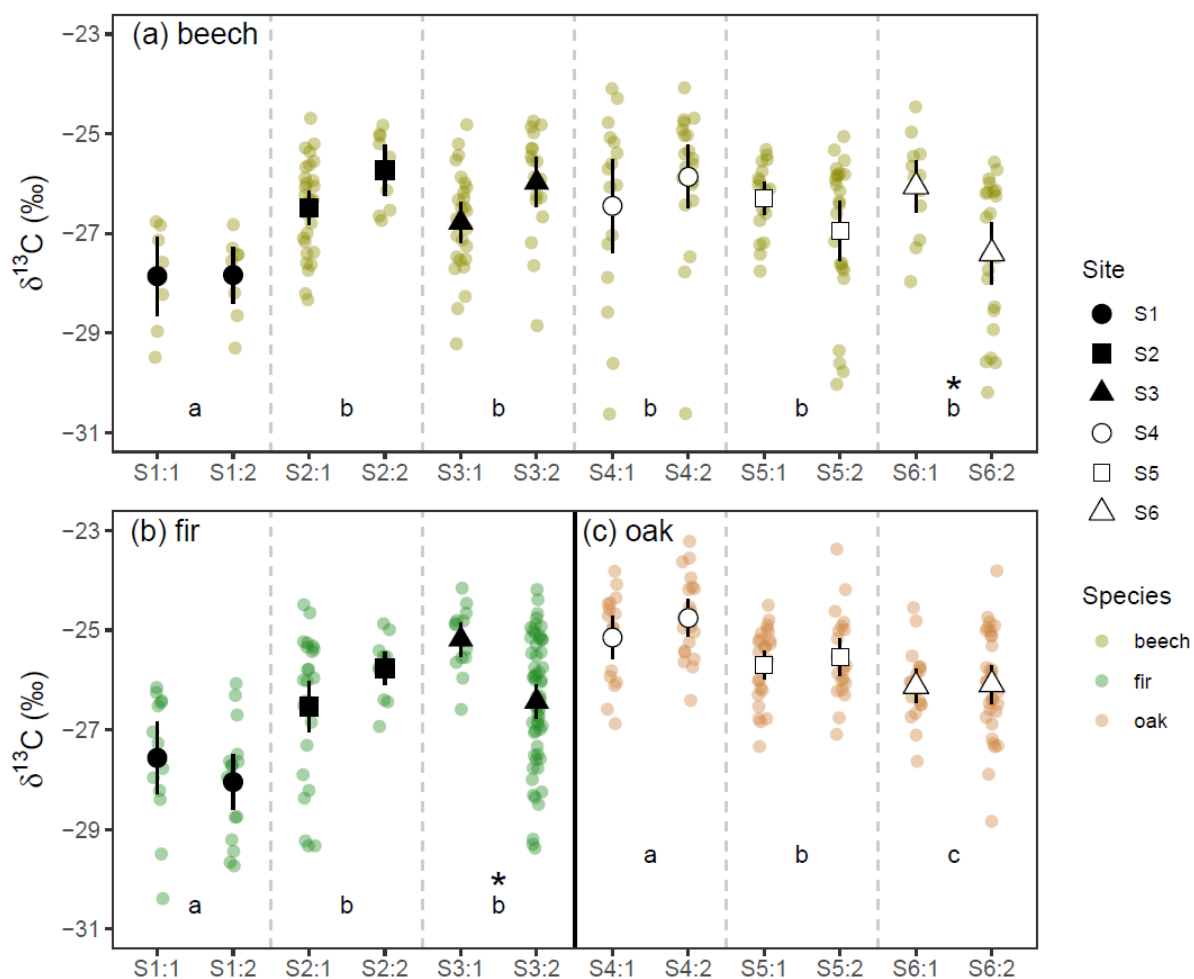 (a) beech
−23
−25
−27
−29
−31
δ¹³C (‰)
a b b b b * b
S1:1 S1:2 S2:1 S2:2 S3:1 S3:2 S4:1 S4:2 S5:1 S5:2 S6:1 S6:2
(b) fir
(c) oak
−23
−25
−27
−29
−31
δ¹³C (‰)
a b * b a b c
S1:1 S1:2 S2:1 S2:2 S3:1 S3:2 S4:1 S4:2 S5:1 S5:2 S6:1 S6:2
Site
S1
S2
S3
S4
S5
S6
Species
beech
fir
oak